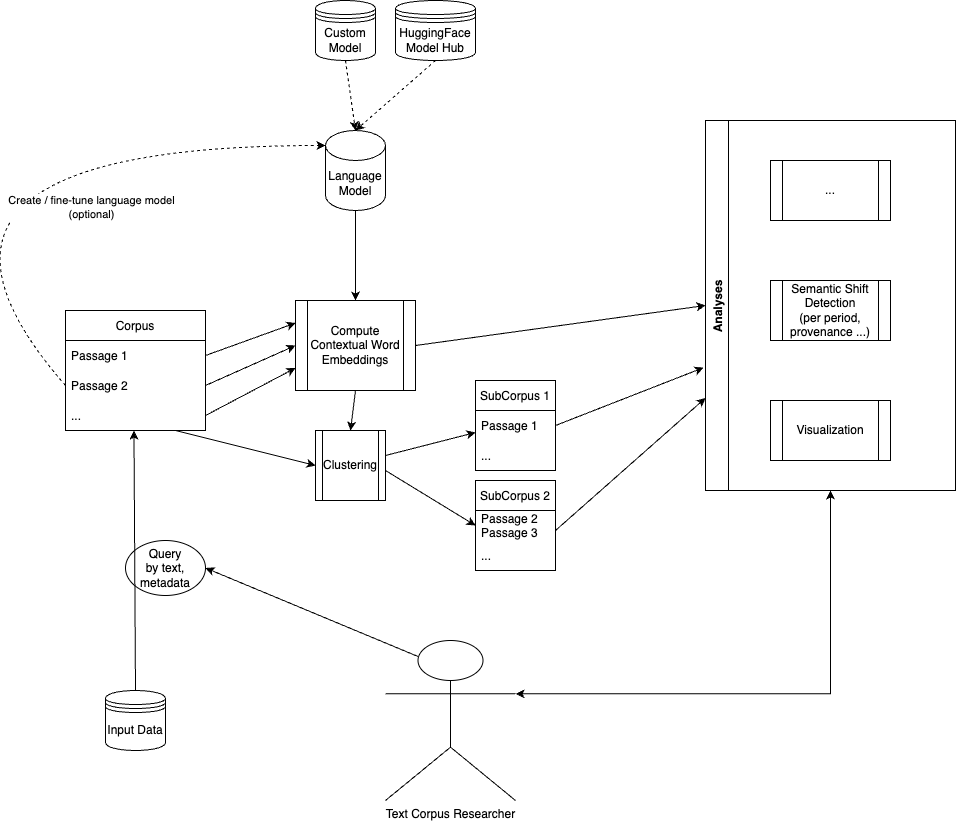 Custom
Model
HuggingFace
Model Hub
Language
Model
Create / fine-tune language model
(optional)
Corpus
Passage 1
Passage 2
...
Compute
Contextual Word
Embeddings
Clustering
SubCorpus 1
Passage 1
...
SubCorpus 2
Passage 2
Passage 3
...
Analyses
...
Semantic Shift
Detection
(per period,
provenance ...)
Visualization
Query
by text,
metadata
Input Data
Text Corpus Researcher